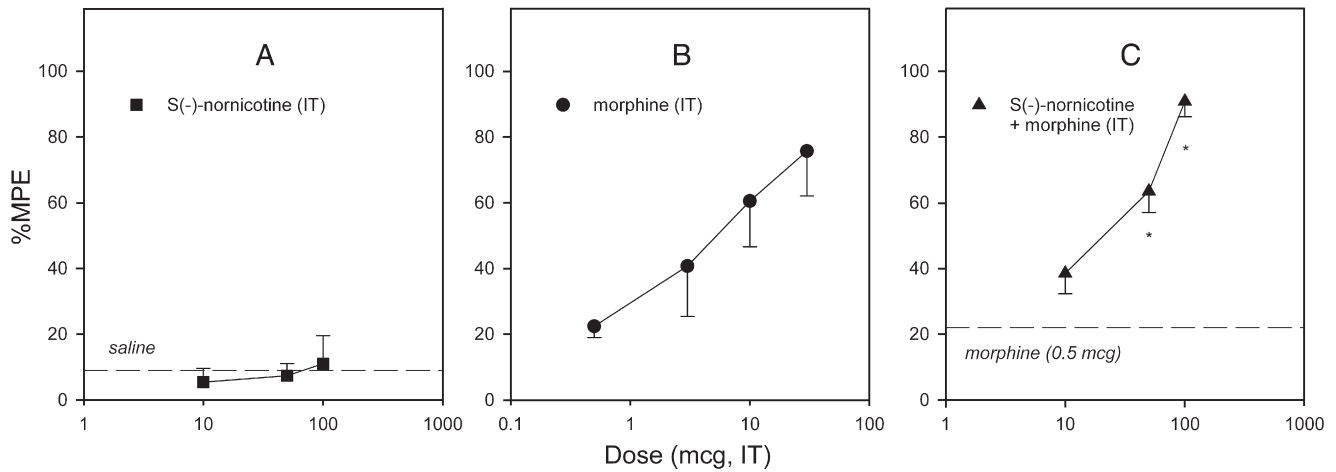 A
B
C
100
80
60
40
20
0
%MPE
S(-)-nornicotine (IT)
saline
1
10
100
1000
100
80
60
40
20
0
morphine (IT)
0.1
1
10
100
Dose (mcg, IT)
100
80
60
40
20
0
S(-)-nornicotine
+ morphine (IT)
*
*
morphine (0.5 mcg)
1
10
100
1000